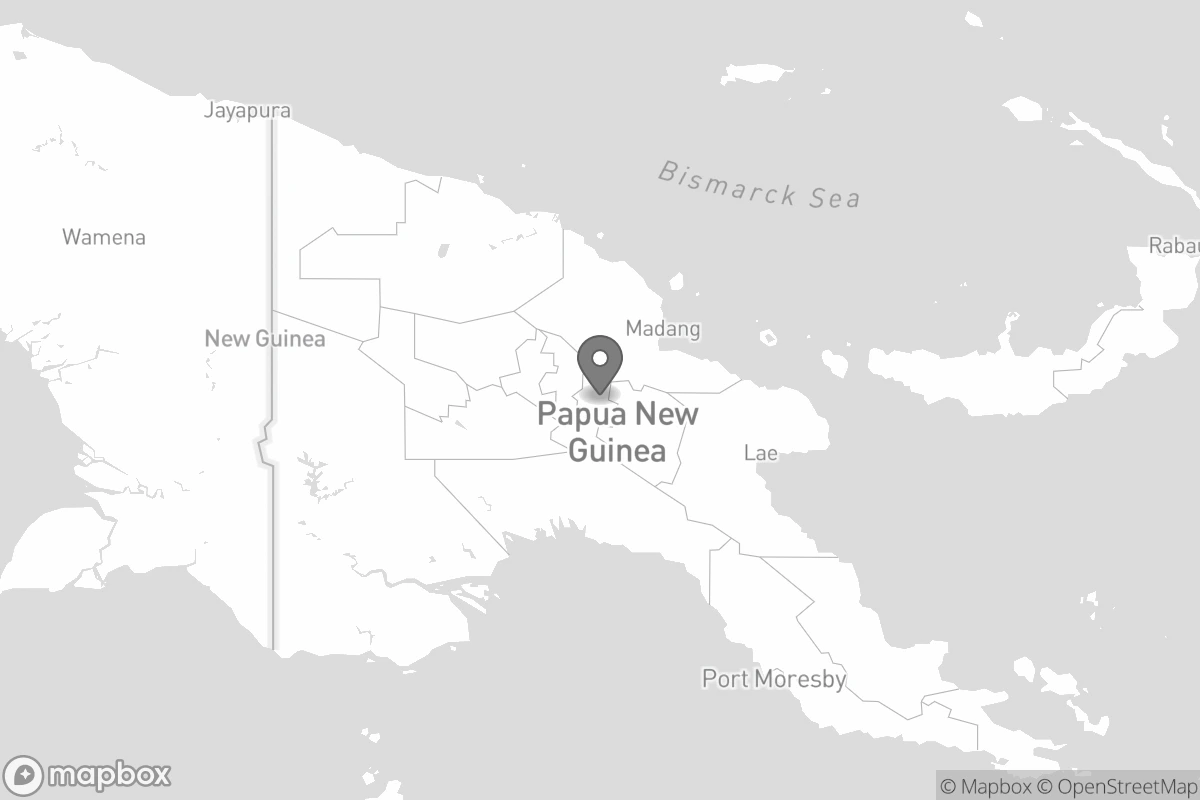 Jayapura
Bismarck Sea
Wamena
Rabau
New Guinea
Madang
Papua New
Guinea
Lae
Port Moresby
mapbox
© Mapbox © OpenStreetMap